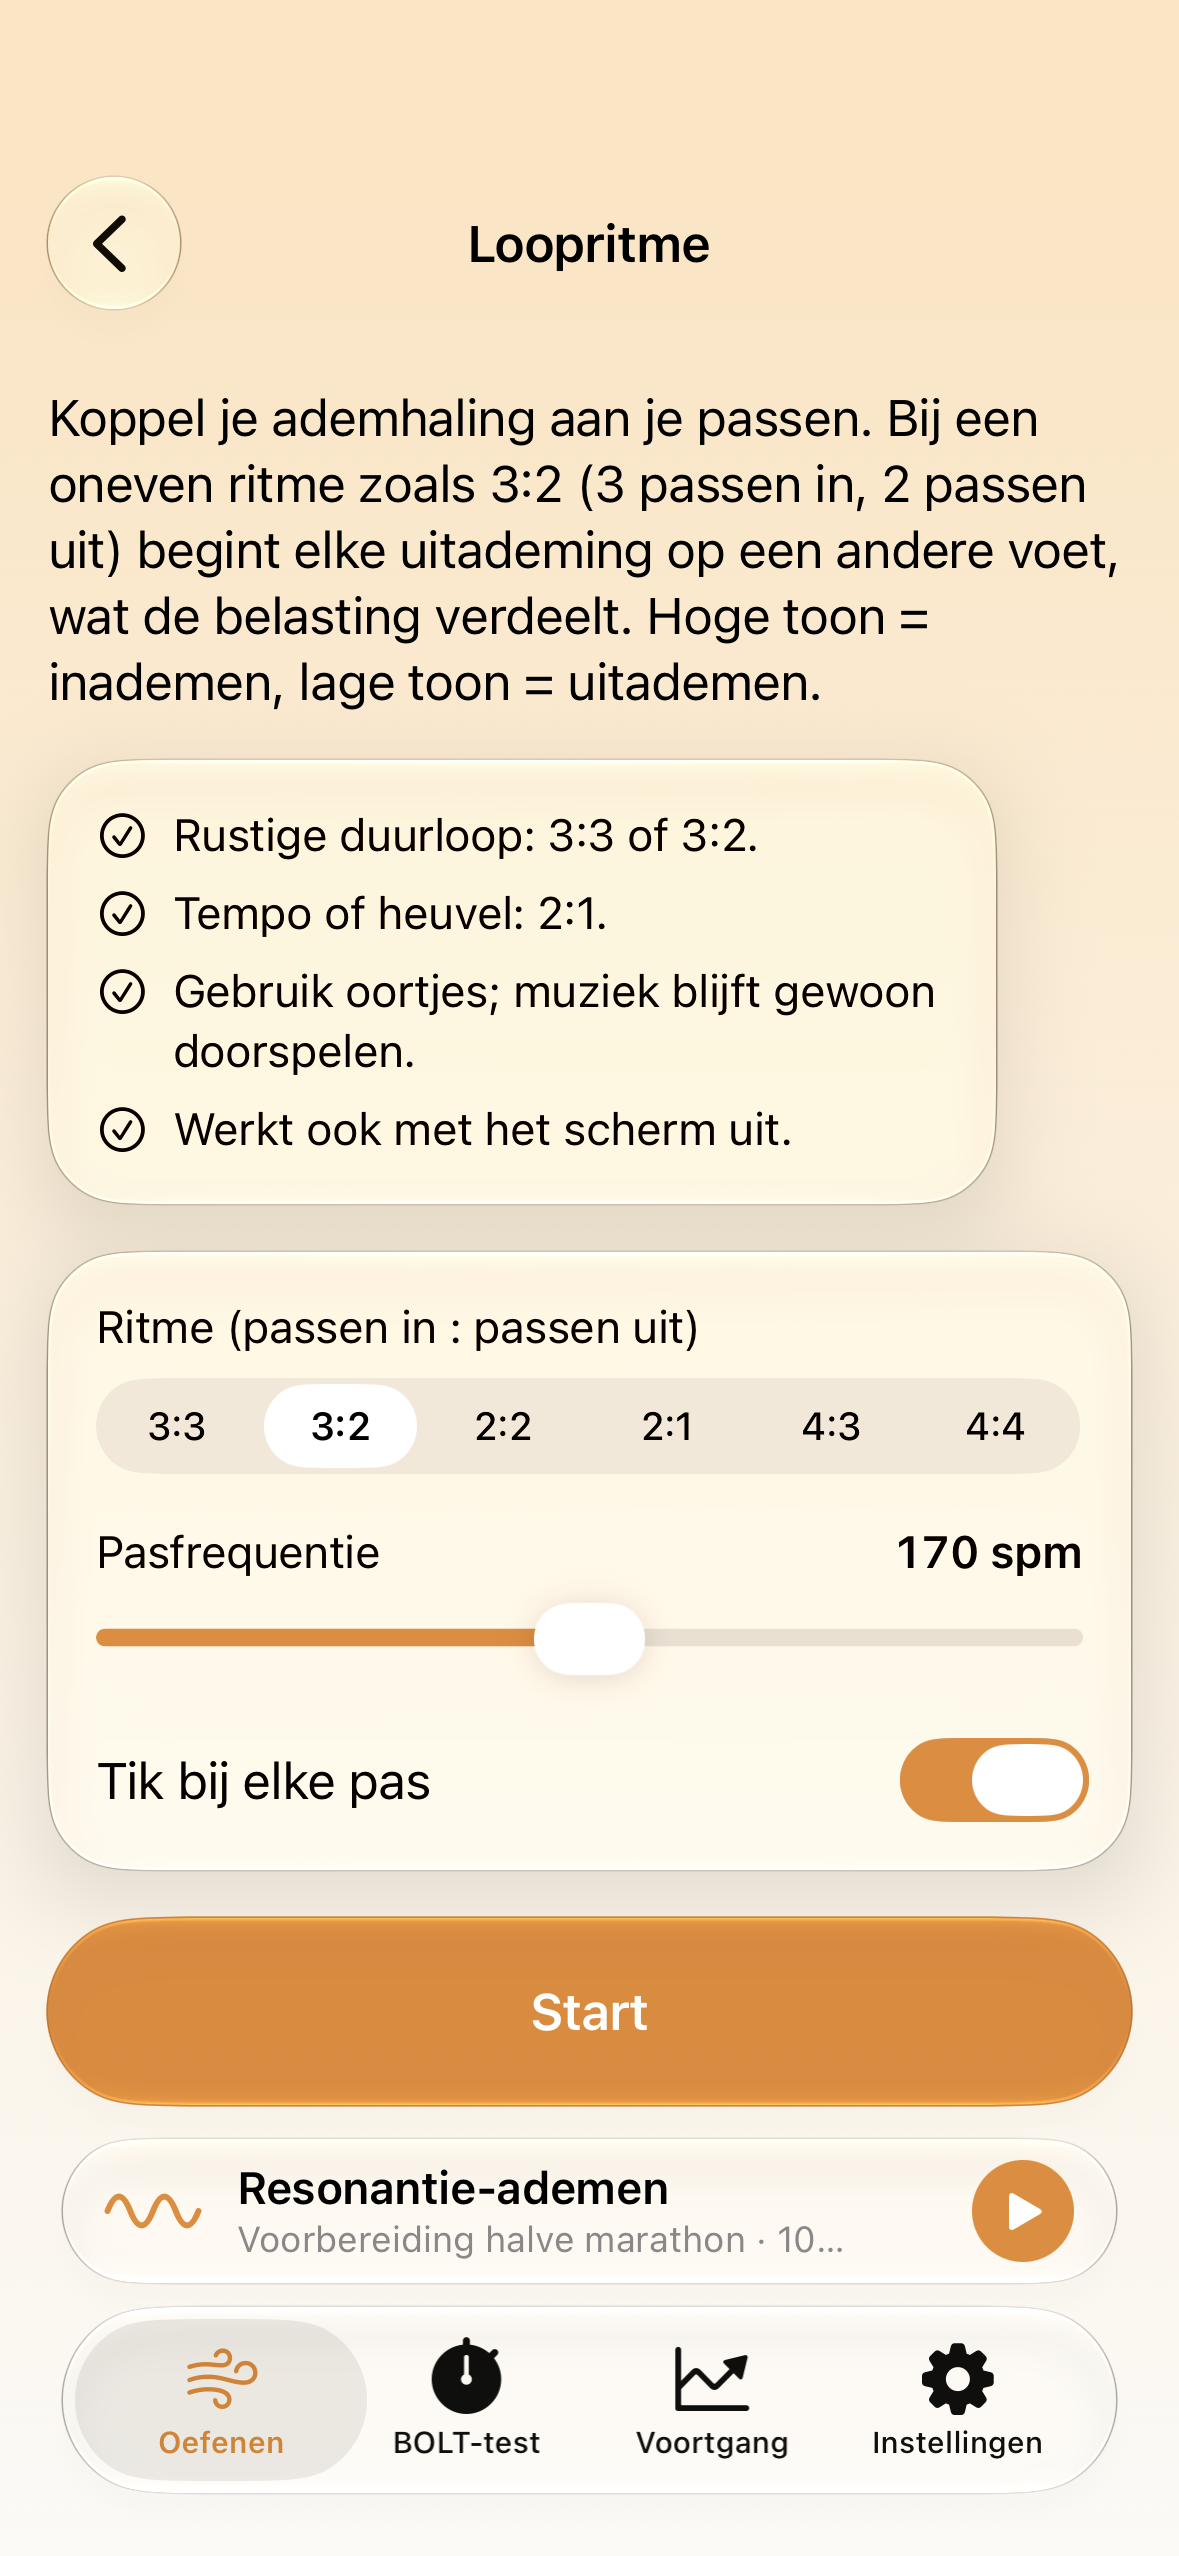 Loopritme
Koppel je ademhaling aan je passen. Bij een
oneven ritme zoals 3:2 (3 passen in, 2 passen
uit) begint elke uitademing op een andere voet,
wat de belasting verdeelt. Hoge toon =
inademen, lage toon = uitademen.
Rustige duurloop: 3:3 of 3:2.
Tempo of heuvel: 2:1.
Gebruik oortjes; muziek blijft gewoon
doorspelen.
Werkt ook met het scherm uit.
Ritme (passen in : passen uit)
3:3 3:2 2:2 2:1 4:3 4:4
Pasfrequentie 170 spm
Tik bij elke pas
Start
Resonantie-ademen
Voorbereiding halve marathon · 10...
Oefenen BOLT-test Voortgang Instellingen